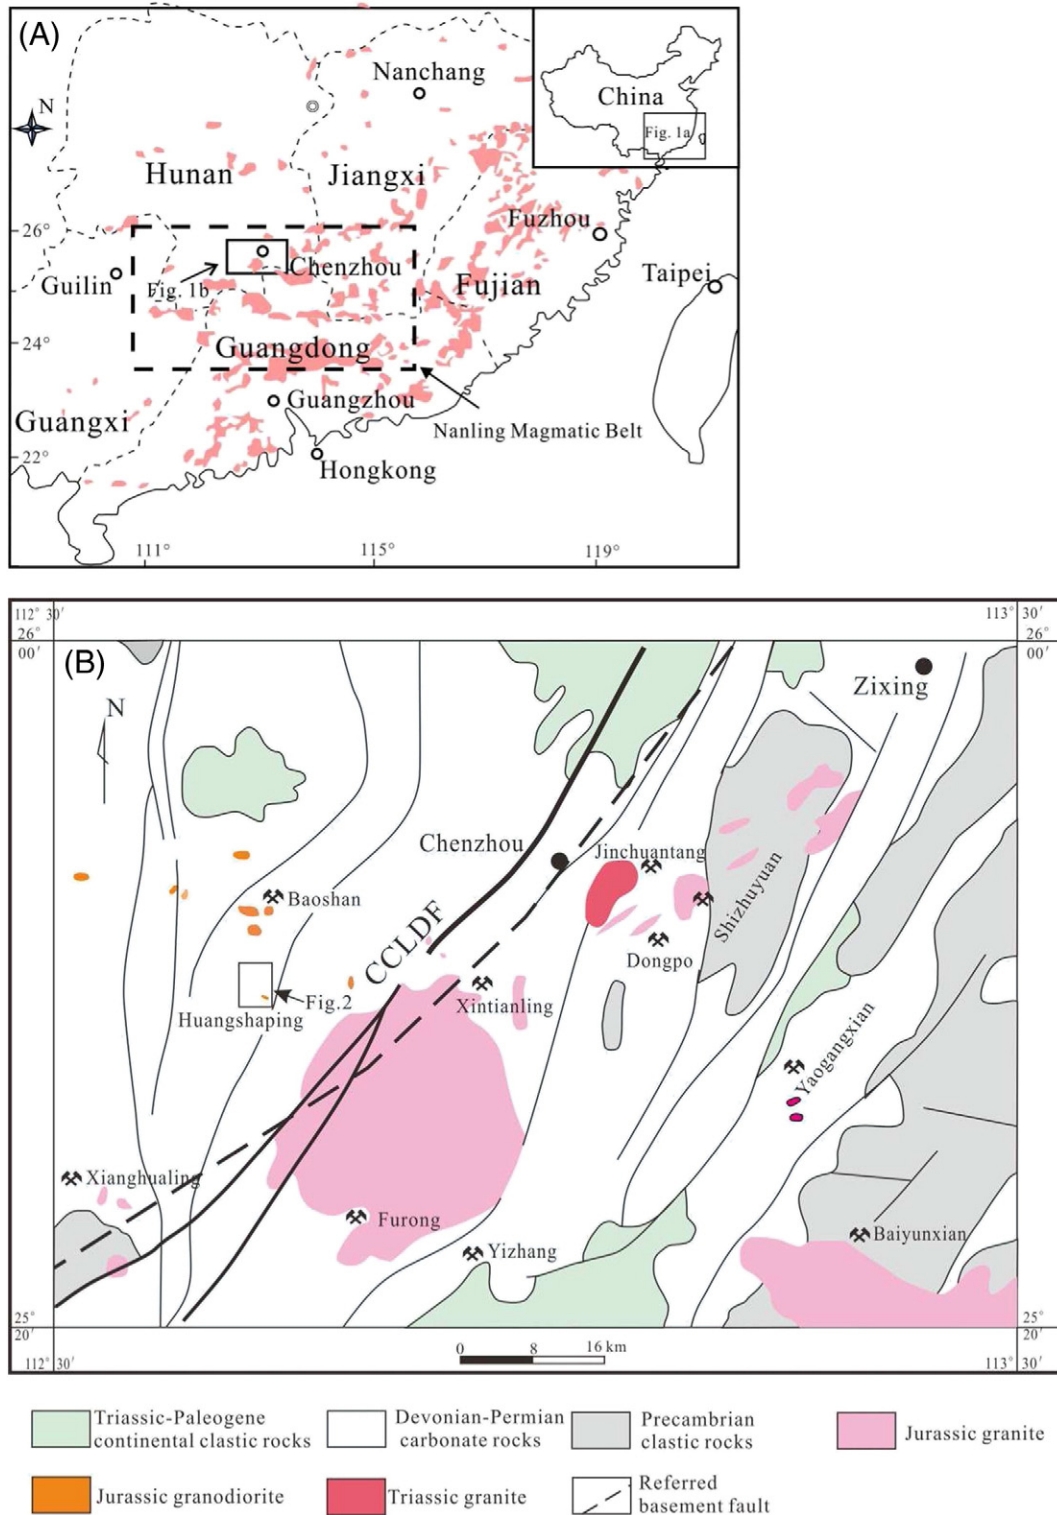 (A)
N
Nanchang
China
Fig. 1a
Hunan
Jiangxi
26°
Fuzhou
Chenzhou
Guilin
Fig. 1b
Fujian
Taipei
24°
Guangdong
Guangzhou
Guangxi
Nanling Magmatic Belt
22°
Hongkong
111°
115°
119°
112° 30′
113° 30′
26°
00′
26°
00′
(B)
N
Zixing
Chenzhou
Jinchuantang
Baoshan
Shizhuyuan
CCLDF
Dongpo
Fig.2
Xintianling
Huangshaping
Yaogangxian
Xianghualing
Furong
Yizhang
Baiyunxian
25°
20′
25°
20′
0 8 16 km
112° 30′
113° 30′
Triassic-Paleogene
continental clastic rocks
Devonian-Permian
carbonate rocks
Precambrian
clastic rocks
Jurassic granite
Jurassic granodiorite
Triassic granite
Referred
basement fault